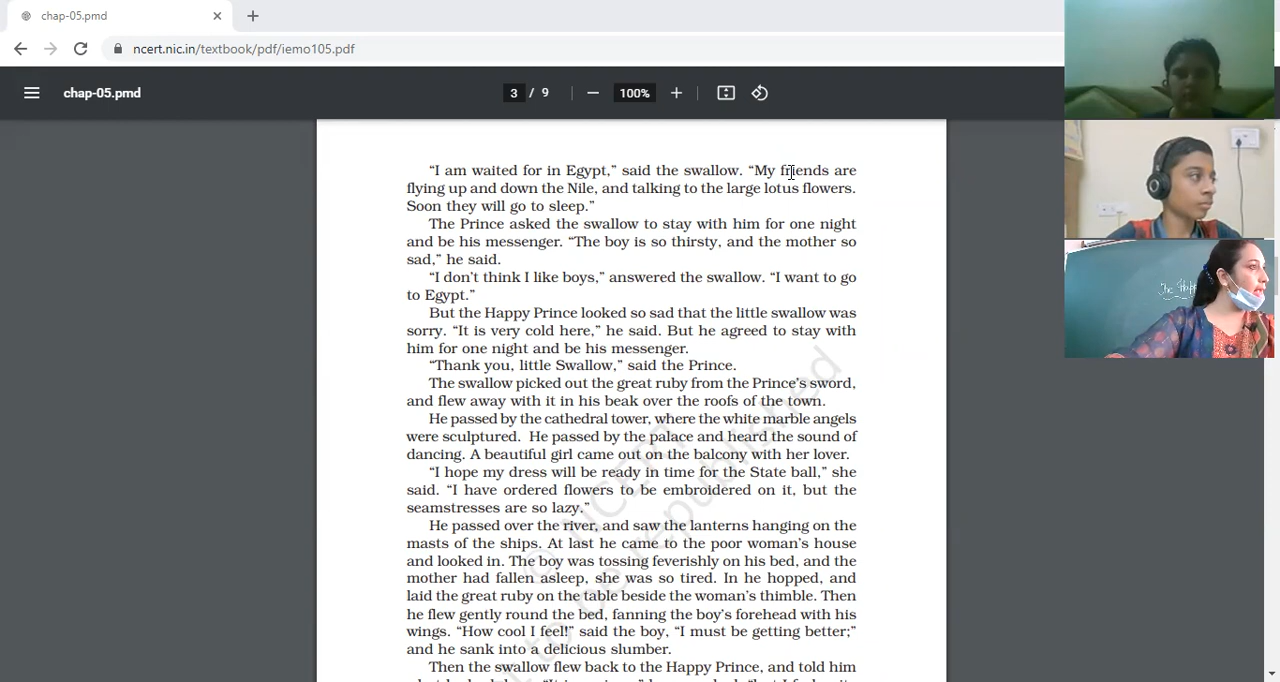 chap-05.pmd
ncert.nic.in/textbook/pdf/iemo105.pdf
chap-05.pmd
3 / 9
100%
“I am waited for in Egypt,” said the swallow. “My friends are
flying up and down the Nile, and talking to the large lotus flowers.
Soon they will go to sleep.”
The Prince asked the swallow to stay with him for one night
and be his messenger. “The boy is so thirsty, and the mother so
sad,” he said.
“I don’t think I like boys,” answered the swallow. “I want to go
to Egypt.”
But the Happy Prince looked so sad that the little swallow was
sorry. “It is very cold here,” he said. But he agreed to stay with
him for one night and be his messenger.
“Thank you, little Swallow,” said the Prince.
The swallow picked out the great ruby from the Prince’s sword,
and flew away with it in his beak over the roofs of the town.
He passed by the cathedral tower, where the white marble angels
were sculptured. He passed by the palace and heard the sound of
dancing. A beautiful girl came out on the balcony with her lover.
“I hope my dress will be ready in time for the State ball,” she
said. “I have ordered flowers to be embroidered on it, but the
seamstresses are so lazy.”
He passed over the river, and saw the lanterns hanging on the
masts of the ships. At last he came to the poor woman’s house
and looked in. The boy was tossing feverishly on his bed, and the
mother had fallen asleep, she was so tired. In he hopped, and
laid the great ruby on the table beside the woman’s thimble. Then
he flew gently round the bed, fanning the boy’s forehead with his
wings. “How cool I feel!” said the boy, “I must be getting better;”
and he sank into a delicious slumber.
Then the swallow flew back to the Happy Prince, and told him
© NCERT
be republished
The Happ